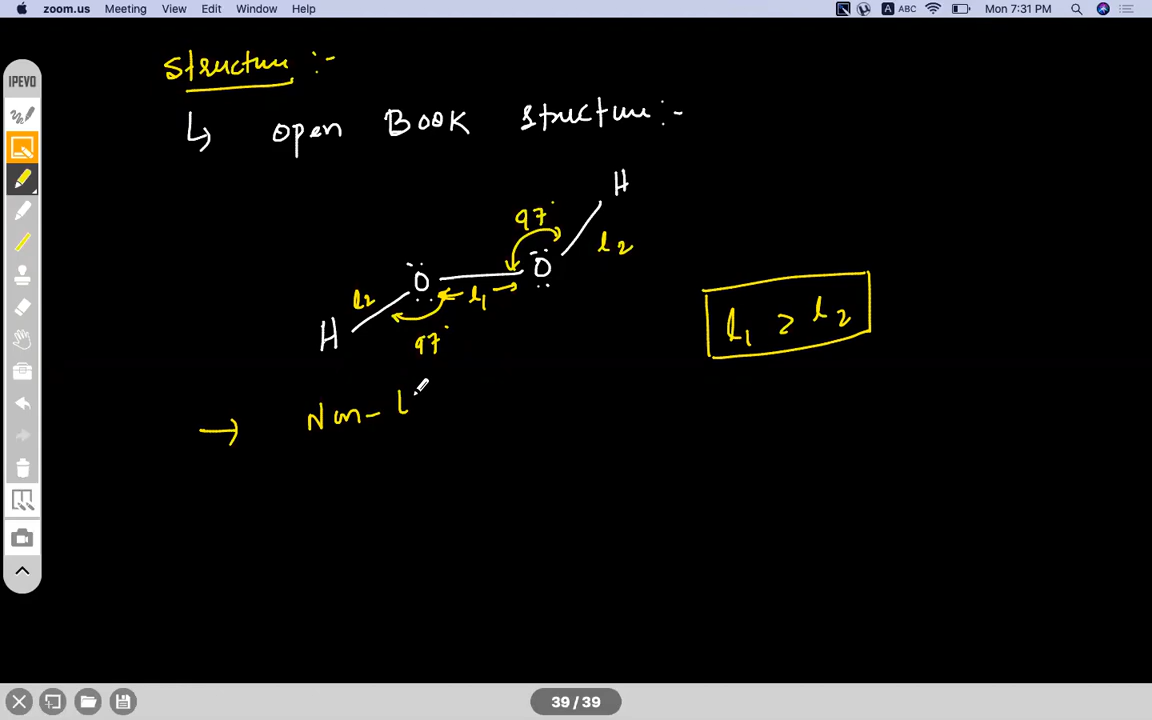 zoom.us Meeting View Edit Window Help
A ABC Mon 7:31 PM
IPEVO
Structure :-
↳ open Book structure :-
H
97°
l2
O
O
l2
l1
H
97°
l1 > l2
→ Non- L
39 / 39